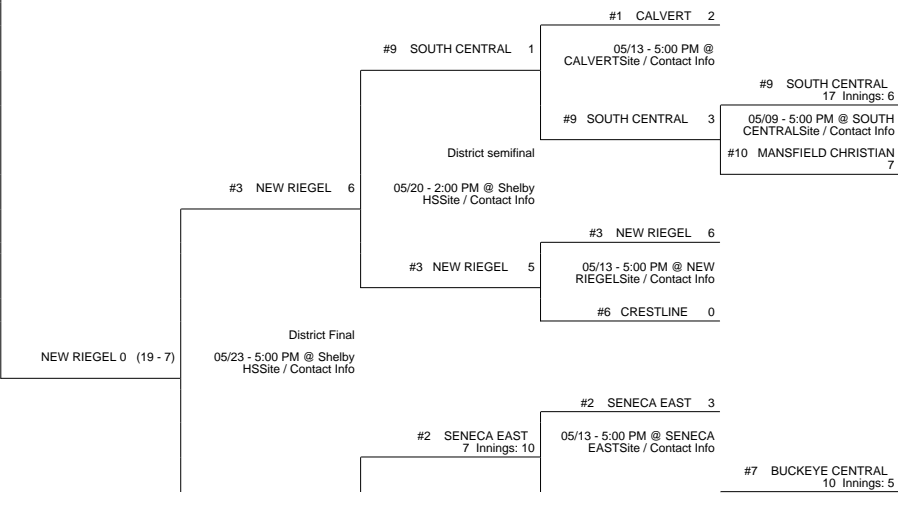 #1 CALVERT 2
#9 SOUTH CENTRAL 1
05/13 - 5:00 PM @
CALVERTSite / Contact Info
#9 SOUTH CENTRAL
17 Innings: 6
#9 SOUTH CENTRAL 3
05/09 - 5:00 PM @ SOUTH
CENTRALSite / Contact Info
District semifinal
#10 MANSFIELD CHRISTIAN
7
#3 NEW RIEGEL 6
05/20 - 2:00 PM @ Shelby
HSSite / Contact Info
#3 NEW RIEGEL 6
#3 NEW RIEGEL 5
05/13 - 5:00 PM @ NEW
RIEGELSite / Contact Info
#6 CRESTLINE 0
District Final
NEW RIEGEL 0 (19 - 7)
05/23 - 5:00 PM @ Shelby
HSSite / Contact Info
#2 SENECA EAST 3
#2 SENECA EAST
7 Innings: 10
05/13 - 5:00 PM @ SENECA
EASTSite / Contact Info
#7 BUCKEYE CENTRAL
10 Innings: 5